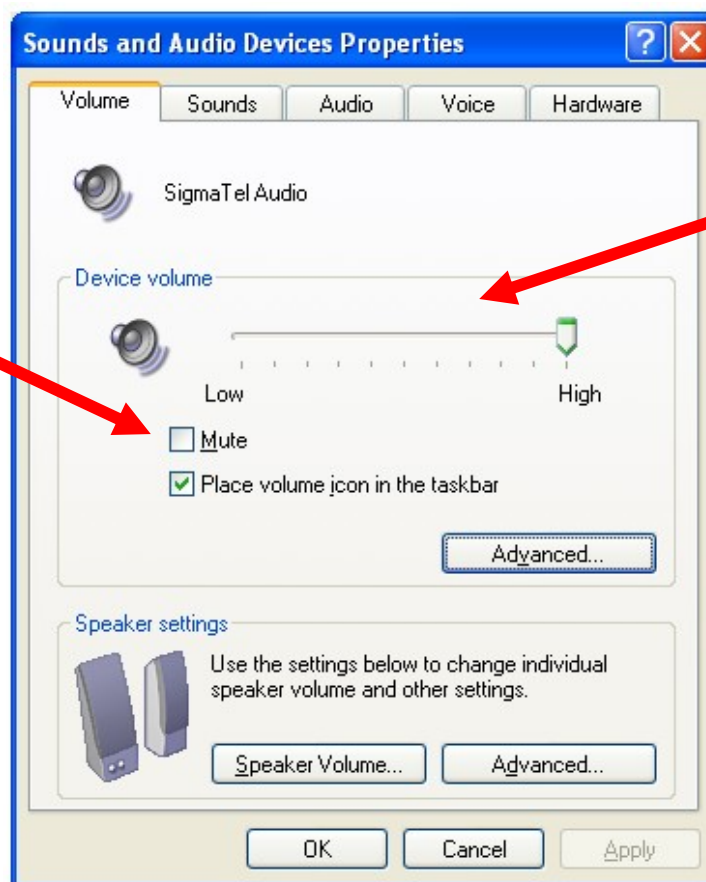 Sounds and Audio Devices Properties
Volume Sounds Audio Voice Hardware
SigmaTel Audio
Device volume
Low High
Mute
Place volume icon in the taskbar
Advanced...
Speaker settings
Use the settings below to change individual
speaker volume and other settings.
Speaker Volume... Advanced...
OK Cancel Apply